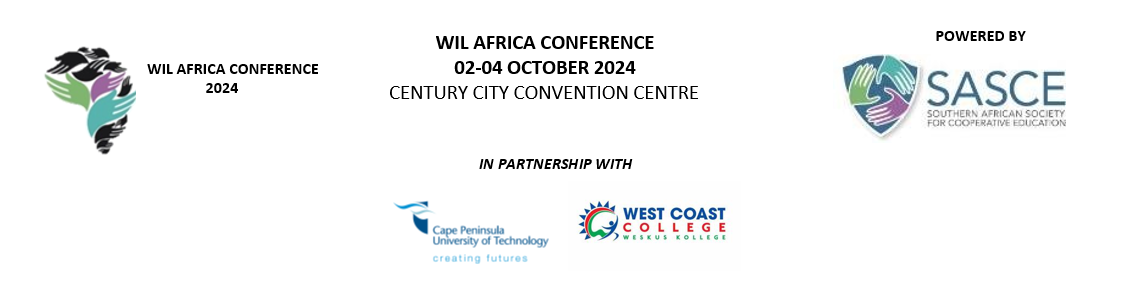 WIL AFRICA CONFERENCE
2024
WIL AFRICA CONFERENCE
02-04 OCTOBER 2024
CENTURY CITY CONVENTION CENTRE
POWERED BY
SASCE
SOUTHERN AFRICAN SOCIETY
FOR COOPERATIVE EDUCATION
IN PARTNERSHIP WITH
Cape Peninsula
University of Technology
creating futures
WEST COAST
COLLEGE
WESKUS KOLLEGE